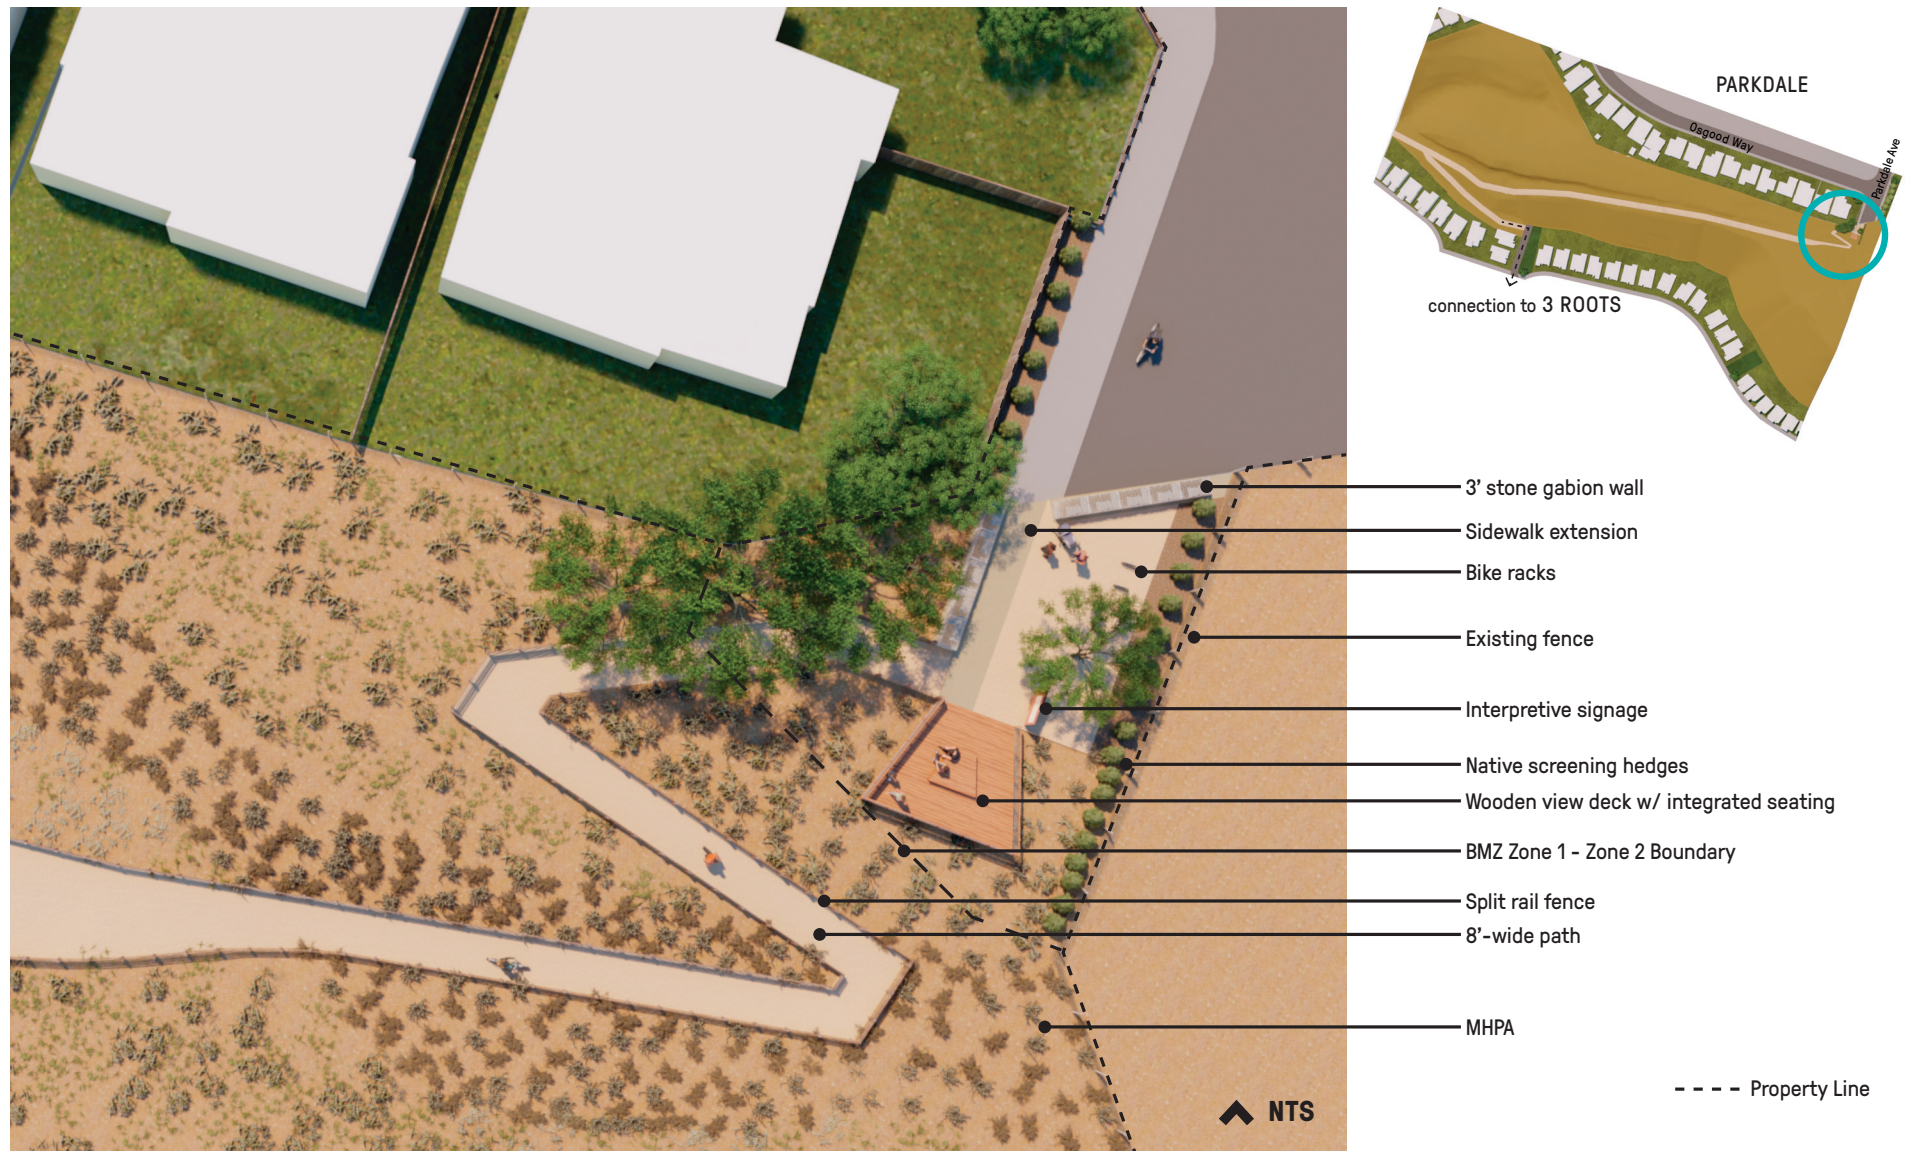 PARKDALE
Osgood Way
Parkdale Ave
connection to 3 ROOTS
3’ stone gabion wall
Sidewalk extension
Bike racks
Existing fence
Interpretive signage
Native screening hedges
Wooden view deck w/ integrated seating
BMZ Zone 1 - Zone 2 Boundary
Split rail fence
8’-wide path
MHPA
Property Line
NTS